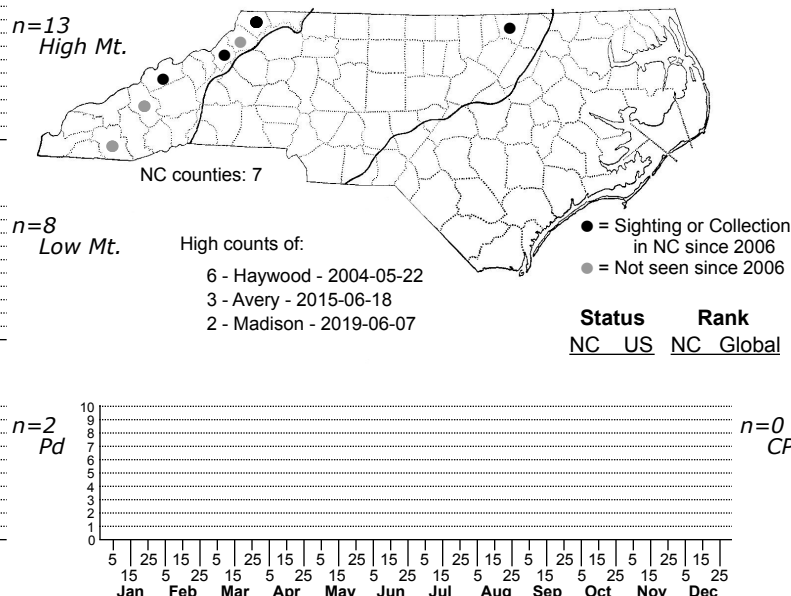 n=13
High Mt.
NC counties: 7
n=8
Low Mt.
High counts of:
6 - Haywood - 2004-05-22
3 - Avery - 2015-06-18
2 - Madison - 2019-06-07
● = Sighting or Collection
in NC since 2006
● = Not seen since 2006
Status Rank
NC US NC Global
n=2
Pd
10
9
8
7
6
5
4
3
2
1
0
n=0
CP
5 25 15 5 25 15 5 25 15 5 25 15 5 25 15 5 25 15
15 5 25 15 5 25 15 5 25 15 5 25 15 5 25 15 5 25
Jan Feb Mar Apr May Jun Jul Aug Sep Oct Nov Dec